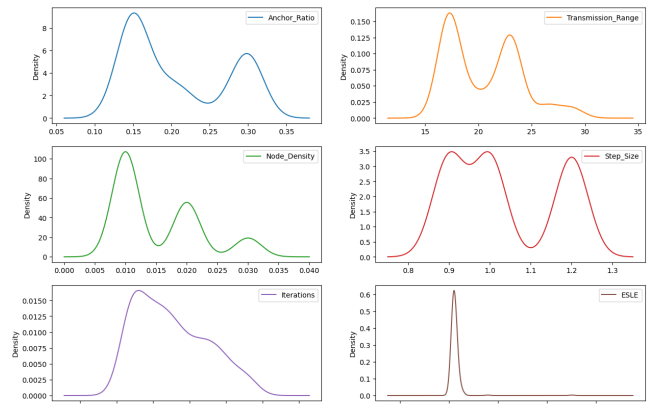 Anchor_Ratio
Density
8
6
4
2
0
0.05 0.10 0.15 0.20 0.25 0.30 0.35
Transmission_Range
Density
0.150
0.125
0.100
0.075
0.050
0.025
0.000
15 20 25 30 35
Node_Density
Density
100
80
60
40
20
0
0.000 0.005 0.010 0.015 0.020 0.025 0.030 0.035 0.040
Step_Size
Density
3.5
3.0
2.5
2.0
1.5
1.0
0.5
0.0
0.8 0.9 1.0 1.1 1.2 1.3
Iterations
Density
0.0150
0.0125
0.0100
0.0075
0.0050
0.0025
0.0000
ESLE
Density
0.6
0.5
0.4
0.3
0.2
0.1
0.0